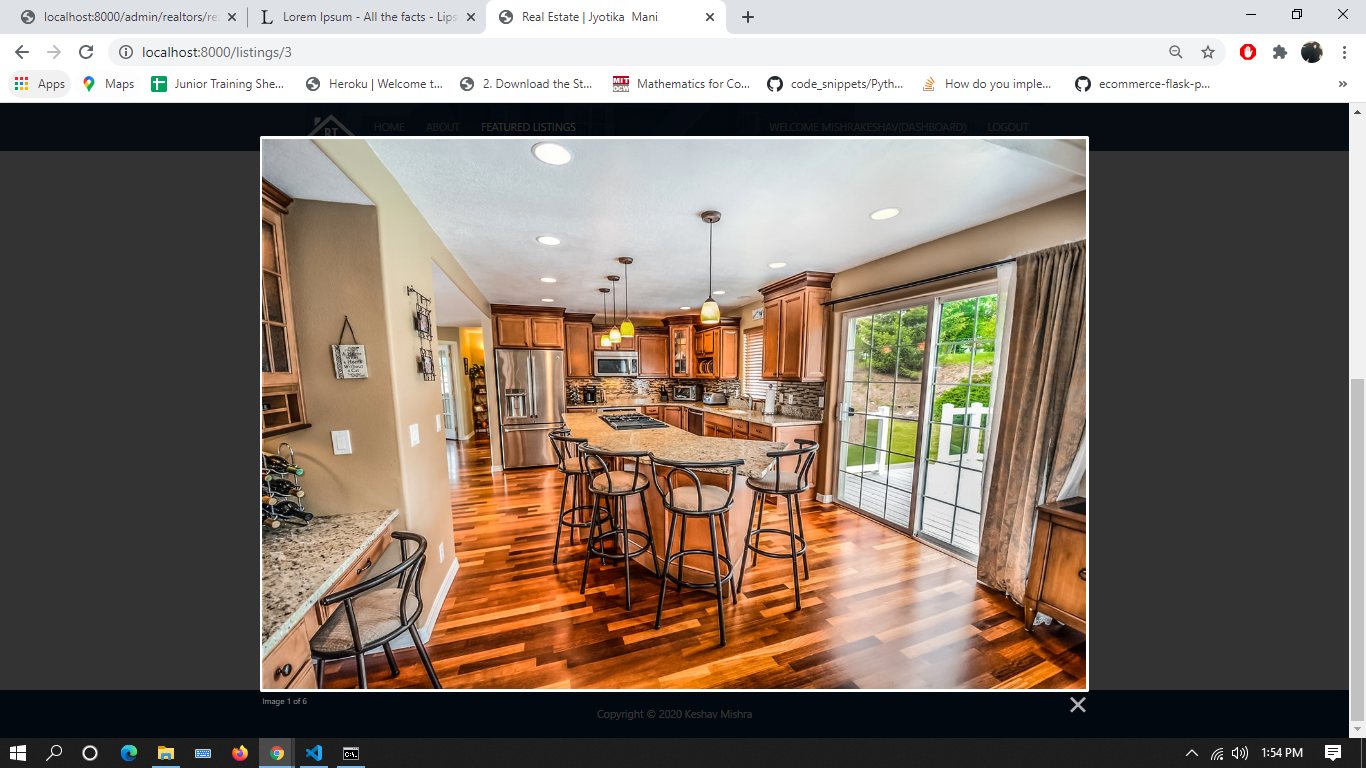 localhost:8000/admin/realtors/re
Lorem Ipsum - All the facts - Lips
Real Estate | Jyotika Mani
localhost:8000/listings/3
Apps
Maps
Junior Training She...
Heroku | Welcome t...
2. Download the St...
MIT OCW
Mathematics for Co...
code_snippets/Pyth...
How do you imple...
ecommerce-flask-p...
RT
HOME
ABOUT
FEATURED LISTINGS
WELCOME MISHRAKESHAV(DASHBOARD)
LOGOUT
Image 1 of 6
Copyright © 2020 Keshav Mishra
1:54 PM